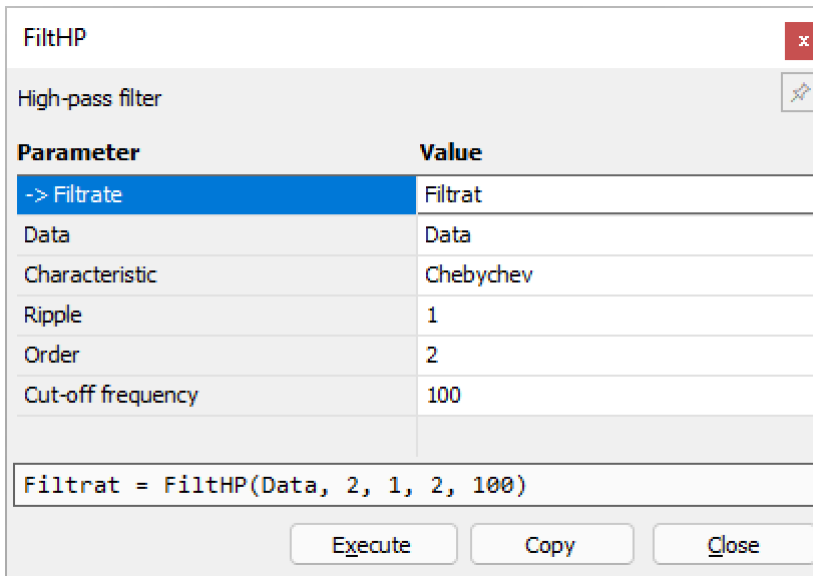 FiltHP
x
High-pass filter
Parameter Value
-> Filtrate Filtrat
Data Data
Characteristic Chebychev
Ripple 1
Order 2
Cut-off frequency 100
Filtrat = FiltHP(Data, 2, 1, 2, 100)
Execute Copy Close